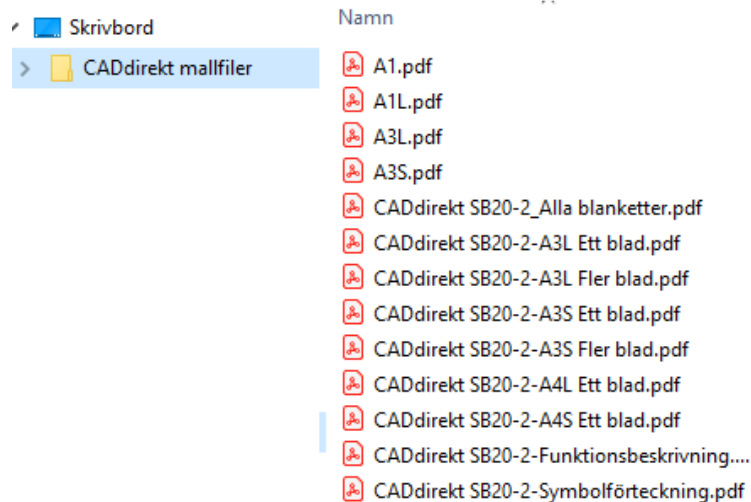 Skrivbord
CADdirekt mallfiler
Namn
A1.pdf
A1L.pdf
A3L.pdf
A3S.pdf
CADdirekt SB20-2_Alla blanketter.pdf
CADdirekt SB20-2-A3L Ett blad.pdf
CADdirekt SB20-2-A3L Fler blad.pdf
CADdirekt SB20-2-A3S Ett blad.pdf
CADdirekt SB20-2-A3S Fler blad.pdf
CADdirekt SB20-2-A4L Ett blad.pdf
CADdirekt SB20-2-A4S Ett blad.pdf
CADdirekt SB20-2-Funktionsbeskrivning....
CADdirekt SB20-2-Symbolförteckning.pdf